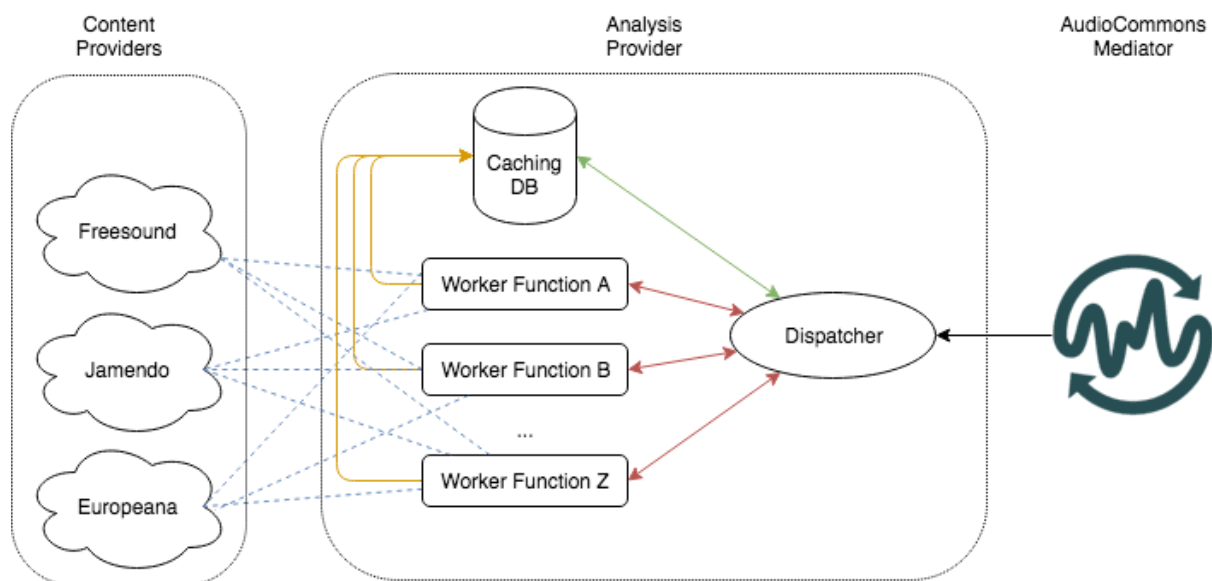 Content
Providers
Analysis
Provider
AudioCommons
Mediator
Caching
DB
Freesound
Worker Function A
Dispatcher
Jamendo
Worker Function B
...
Worker Function Z
Europeana